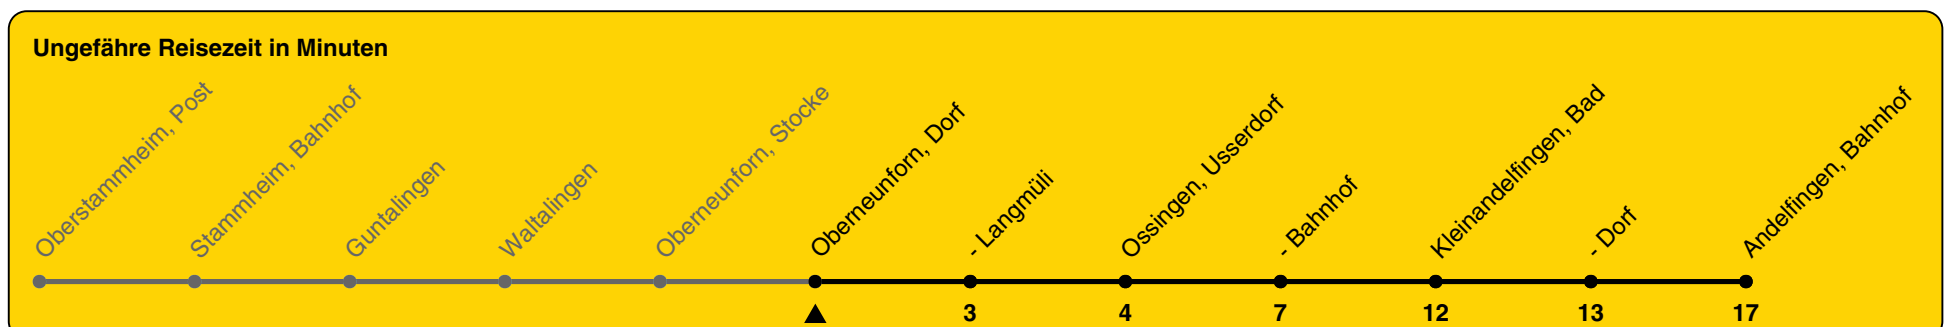 Ungefähre Reisezeit in Minuten
Oberstammheim, Post
Stammheim, Bahnhof
Guntalingen
Waltalingen
Oberneunforn, Stocke
Oberneunforn, Dorf
- Langmüli
Ossingen, Usserdorf
- Bahnhof
Kleinandelfingen, Bad
- Dorf
Andelfingen, Bahnhof
3 4 7 12 13 17